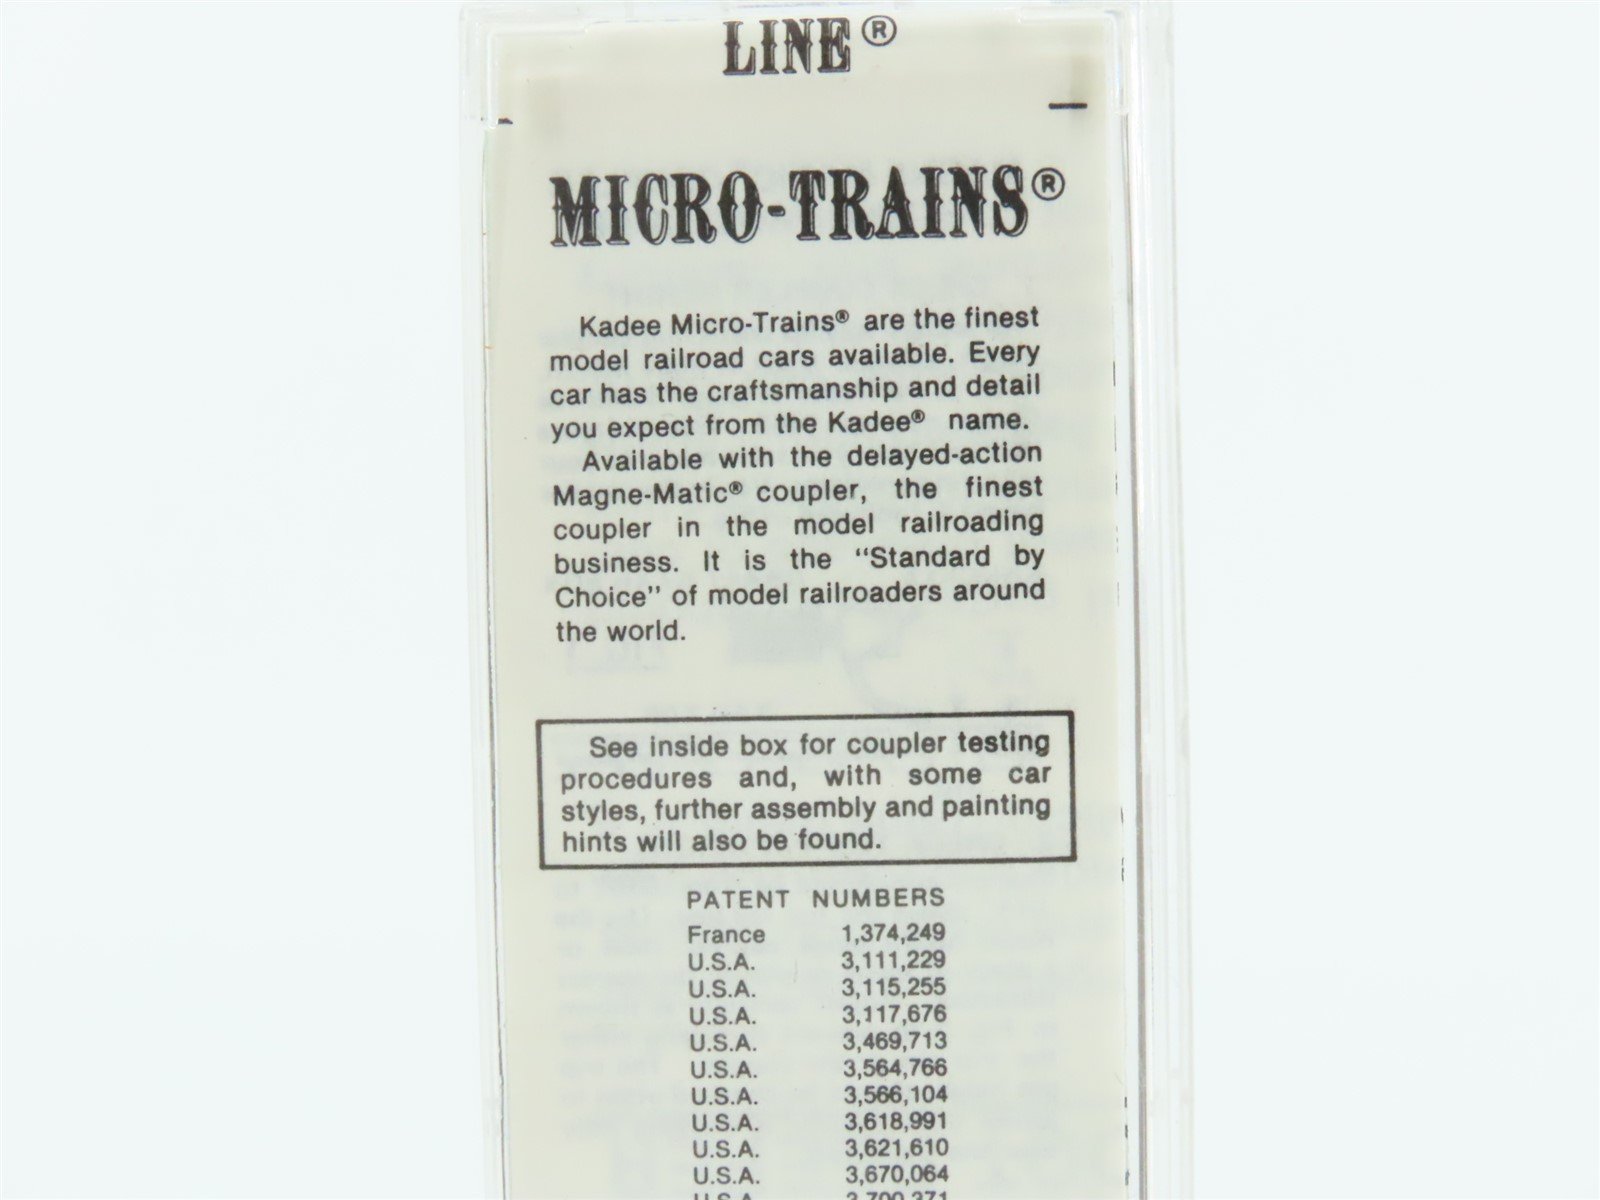 LINE®
MICRO-TRAINS®
Kadee Micro-Trains® are the finest
model railroad cars available. Every
car has the craftsmanship and detail
you expect from the Kadee® name.
Available with the delayed-action
Magne-Matic® coupler, the finest
coupler in the model railroading
business. It is the “Standard by
Choice” of model railroaders around
the world.
See inside box for coupler testing
procedures and, with some car
styles, further assembly and painting
hints will also be found.
PATENT NUMBERS
France 1,374,249
U.S.A. 3,111,229
U.S.A. 3,115,255
U.S.A. 3,117,676
U.S.A. 3,469,713
U.S.A. 3,564,766
U.S.A. 3,566,104
U.S.A. 3,618,991
U.S.A. 3,621,610
U.S.A. 3,670,064
U.S.A.